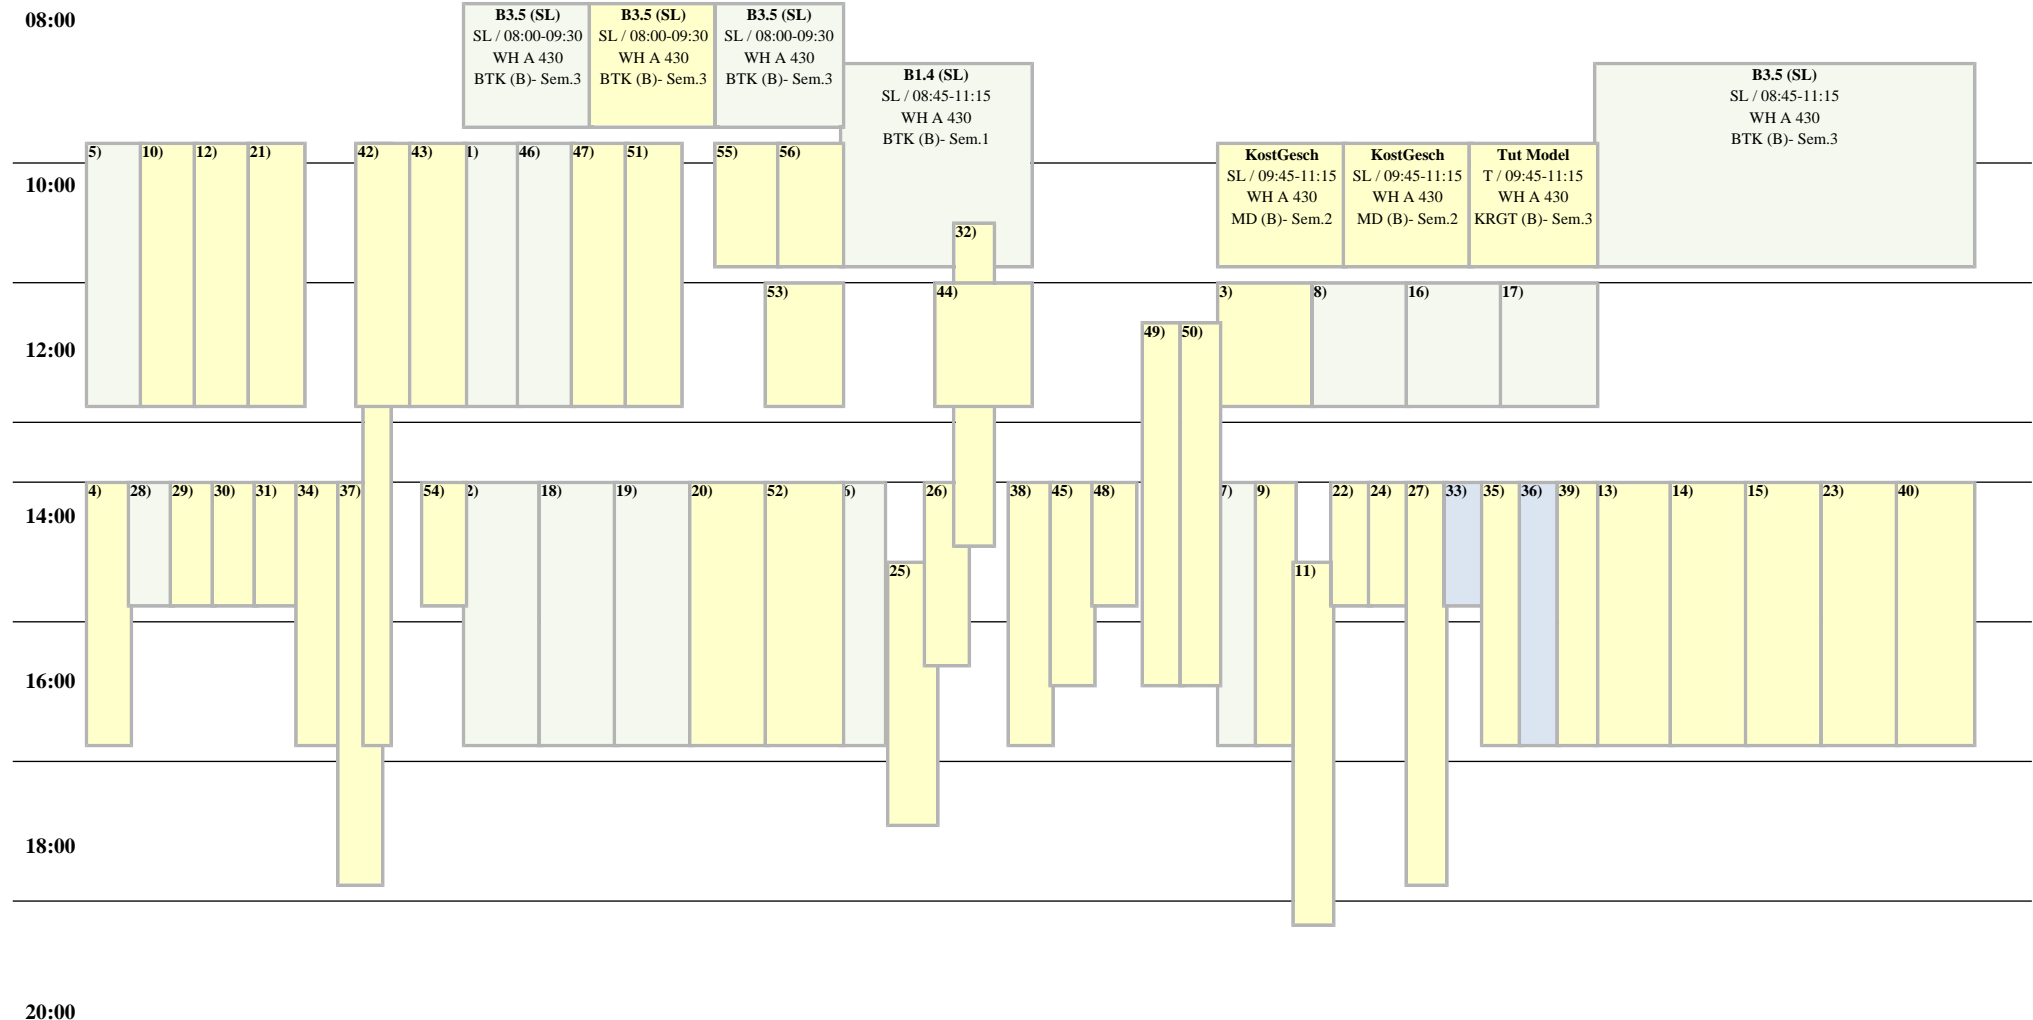 08:00
B3.5 (SL)
SL / 08:00-09:30
WH A 430
BTK (B)- Sem.3
B3.5 (SL)
SL / 08:00-09:30
WH A 430
BTK (B)- Sem.3
B3.5 (SL)
SL / 08:00-09:30
WH A 430
BTK (B)- Sem.3
B1.4 (SL)
SL / 08:45-11:15
WH A 430
BTK (B)- Sem.1
B3.5 (SL)
SL / 08:45-11:15
WH A 430
BTK (B)- Sem.3
5) 10) 12) 21) 42) 43) 1) 46) 47) 51) 55) 56)
KostGesch
SL / 09:45-11:15
WH A 430
MD (B)- Sem.2
KostGesch
SL / 09:45-11:15
WH A 430
MD (B)- Sem.2
Tut Model
T / 09:45-11:15
WH A 430
KRGT (B)- Sem.3
10:00
32)
53) 44) 3) 8) 16) 17)
49) 50)
12:00
4) 28) 29) 30) 31) 34) 37) 54) 2) 18) 19) 20) 52) 6) 26) 38) 45) 48) 7) 9) 22) 24) 27) 33) 35) 36) 39) 13) 14) 15) 23) 40)
14:00
25) 11)
16:00
18:00
20:00